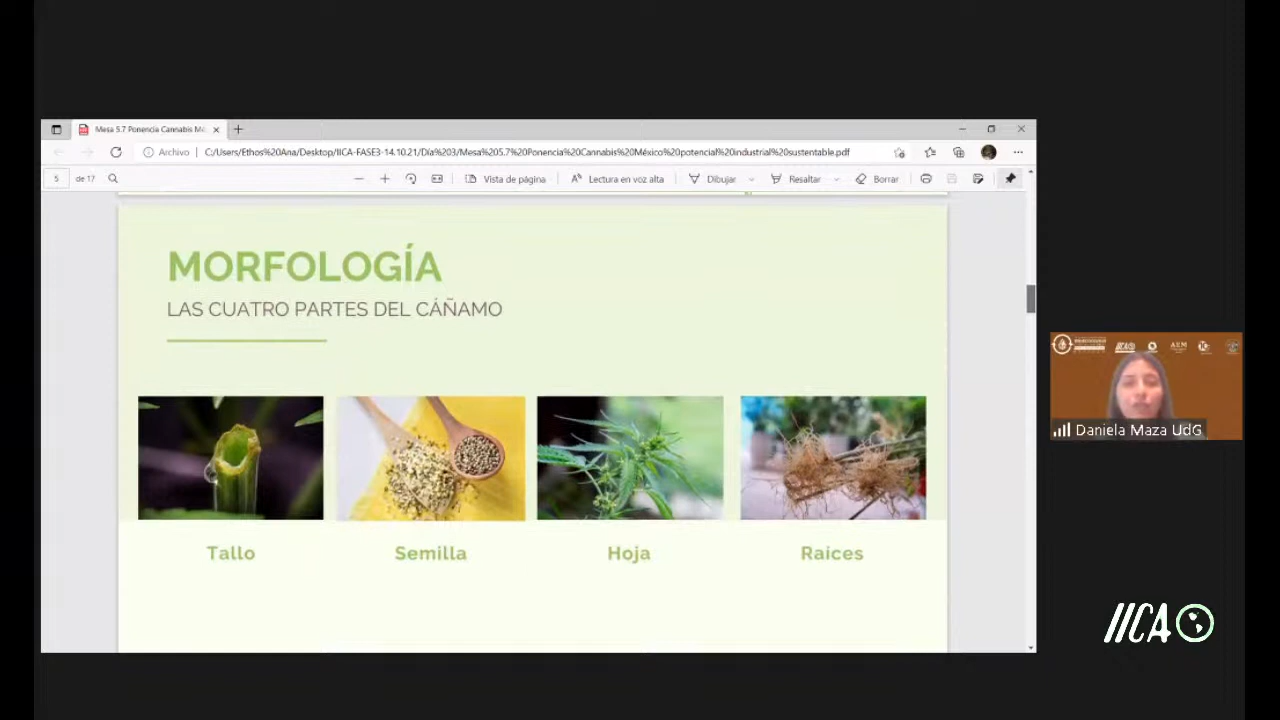 Mesa 5.7 Ponencia Cannabis Mé
Archivo
C:/Users/Ethos%20Ana/Desktop/IICA-FASE3-14.10.21/Día%203/Mesa%205.7%20Ponencia%20Cannabis%20México%20potencial%20industrial%20sustentable.pdf
5 de 17
Vista de página
Lectura en voz alta
Dibujar
Resaltar
Borrar
MORFOLOGÍA
LAS CUATRO PARTES DEL CÁÑAMO
Tallo
Semilla
Hoja
Raíces
Daniela Maza UdG
IICA